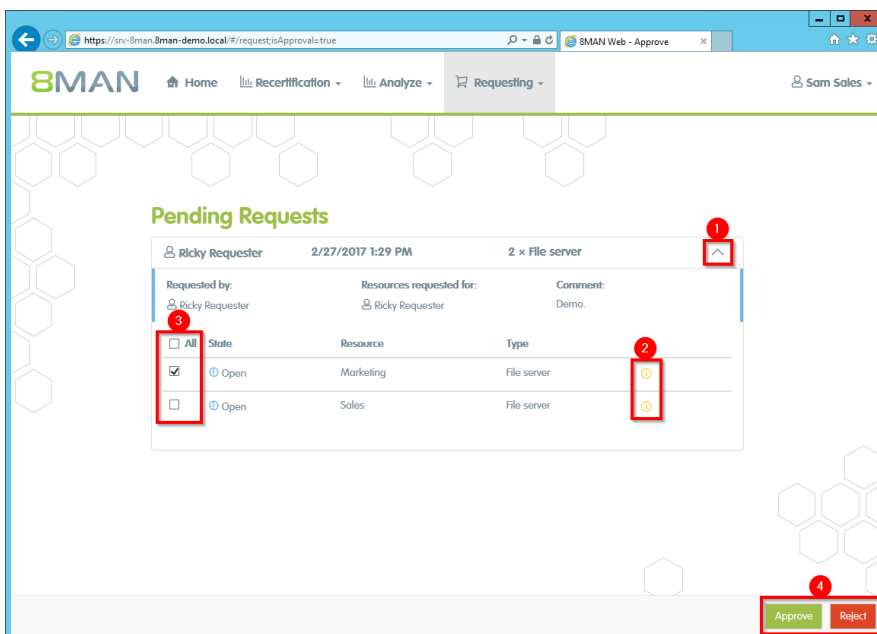 https://srv-8man.8man-demo.local/#/request;isApproval=true
8MAN Web - Approve
8MAN
Home
Recertification
Analyze
Requesting
Sam Sales
Pending Requests
1
Ricky Requester 2/27/2017 1:29 PM 2 × File server
Requested by: Resources requested for: Comment:
Ricky Requester Ricky Requester Demo.
3
All State Resource Type
2
Open Marketing File server
Open Sales File server
4
Approve Reject